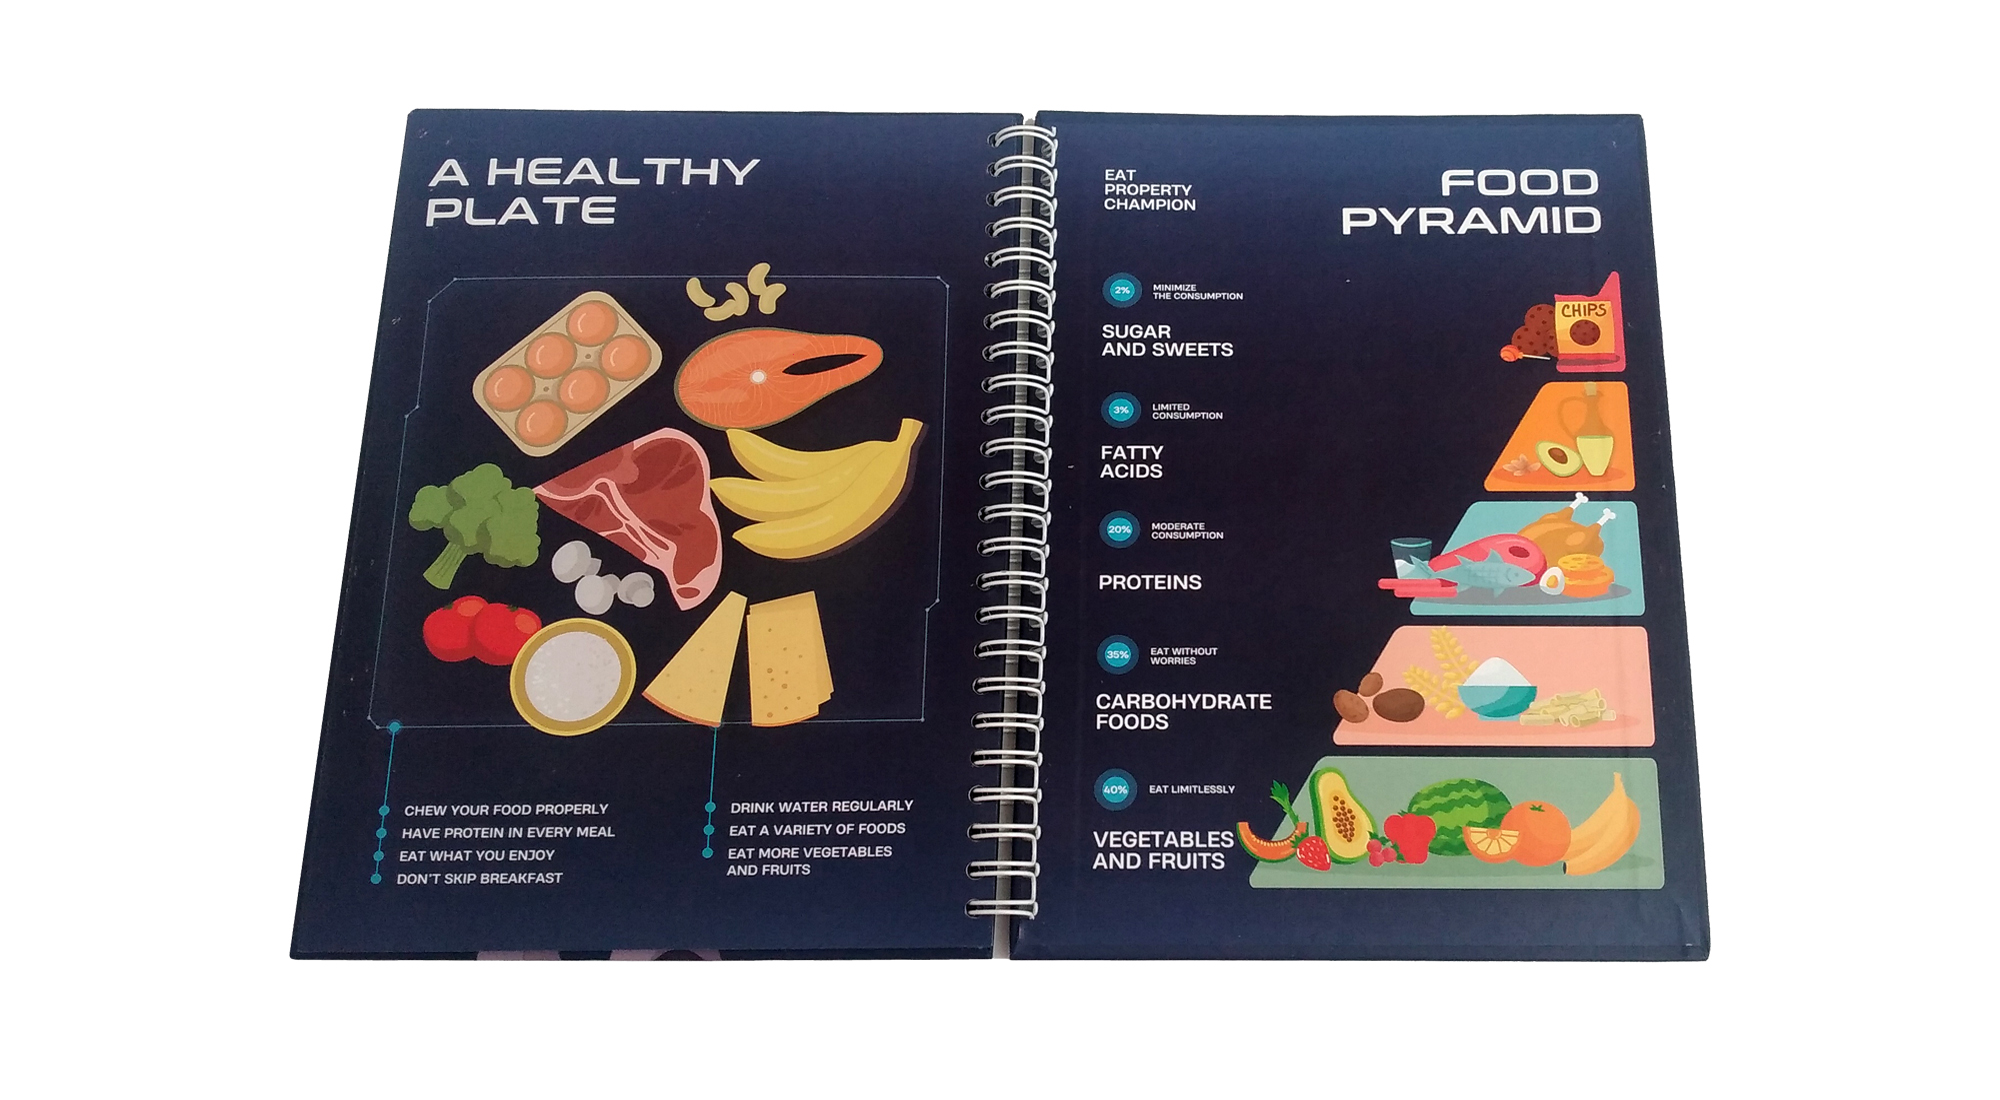 A HEALTHY
PLATE
CHEW YOUR FOOD PROPERLY
HAVE PROTEIN IN EVERY MEAL
EAT WHAT YOU ENJOY
DON'T SKIP BREAKFAST
DRINK WATER REGULARLY
EAT A VARIETY OF FOODS
EAT MORE VEGETABLES
AND FRUITS
EAT
PROPERTY
CHAMPION
FOOD
PYRAMID
2%
MINIMIZE
THE CONSUMPTION
SUGAR
AND SWEETS
CHIPS
3%
LIMITED
CONSUMPTION
FATTY
ACIDS
20%
MODERATE
CONSUMPTION
PROTEINS
35%
EAT WITHOUT
WORRIES
CARBOHYDRATE
FOODS
40%
EAT LIMITLESSLY
VEGETABLES
AND FRUITS